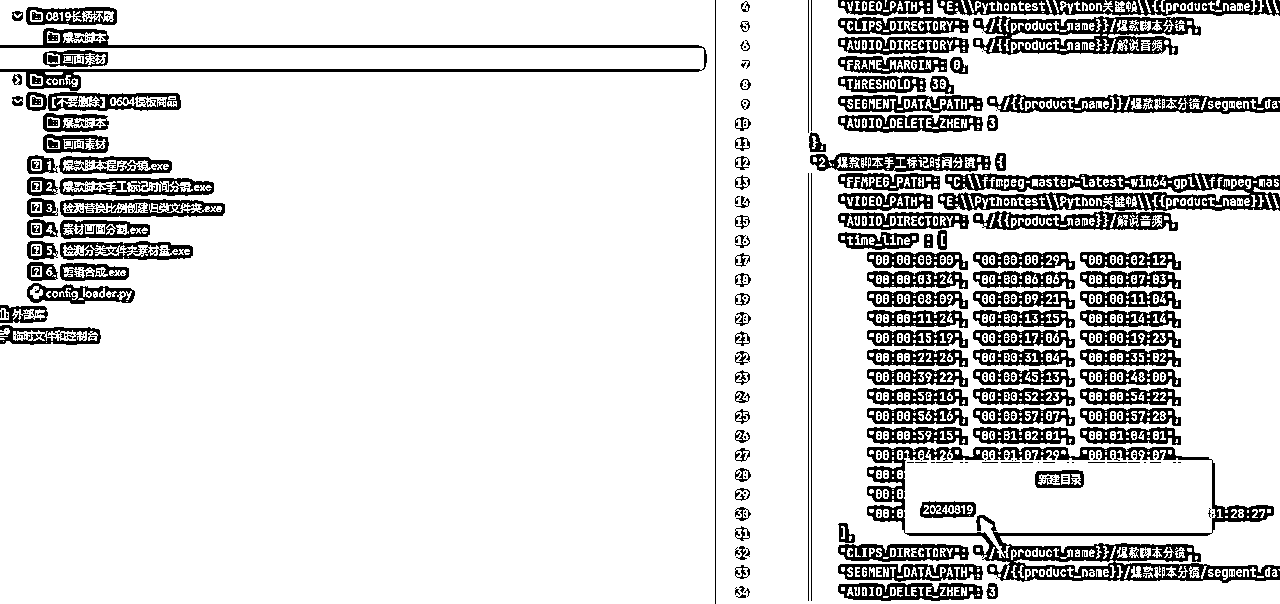 0819长柄杯刷
爆款脚本
画面素材
config
【不要删除】0604模板商品
爆款脚本
画面素材
1、爆款脚本程序分镜.exe
2、爆款脚本手工标记时间分镜.exe
3、检测替换比例创建归类文件夹.exe
4、素材画面分割.exe
5、检测分类文件夹素材量.exe
6、剪辑合成.exe
config_loader.py
外部库
临时文件和控制台
4 "VIDEO_PATH": "E:\\Pythontest\\Python关键帧\\{{product_name}}\\
5 "CLIPS_DIRECTORY": "./{{product_name}}/爆款脚本分镜",
6 "AUDIO_DIRECTORY": "./{{product_name}}/解说音频",
7 "FRAME_MARGIN": 0,
8 "THRESHOLD": 30,
9 "SEGMENT_DATA_PATH": "./{{product_name}}/爆款脚本分镜/segment_da
10 "AUDIO_DELETE_ZHEN": 3
11 },
12 "2、爆款脚本手工标记时间分镜": {
13 "FFMPEG_PATH": "C:\\ffmpeg-master-latest-win64-gpl\\ffmpeg-ma
14 "VIDEO_PATH": "E:\\Pythontest\\Python关键帧\\{{product_name}}\\
15 "AUDIO_DIRECTORY": "./{{product_name}}/解说音频",
16 "time_line" : [
17 "00:00:00:00", "00:00:00:29", "00:00:02:12",
18 "00:00:03:24", "00:00:06:06", "00:00:07:03",
19 "00:00:08:09", "00:00:09:21", "00:00:11:04",
20 "00:00:11:24", "00:00:13:15", "00:00:14:14",
21 "00:00:15:19", "00:00:17:06", "00:00:19:23",
22 "00:00:22:26", "00:00:31:04", "00:00:35:02",
23 "00:00:39:22", "00:00:45:13", "00:00:48:00",
24 "00:00:50:16", "00:00:52:23", "00:00:54:22",
25 "00:00:56:16", "00:00:57:07", "00:00:57:28",
26 "00:00:59:15", "00:01:02:01", "00:01:04:01",
27 "00:01:04:26", "00:01:07:29", "00:01:09:07",
28 "00:0
新建目录
29 "00:0
30 "00:0
20240819
01:28:27"
31 ],
32 "CLIPS_DIRECTORY": "./{{product_name}}/爆款脚本分镜",
33 "SEGMENT_DATA_PATH": "./{{product_name}}/爆款脚本分镜/segment_da
34 "AUDIO_DELETE_ZHEN": 3